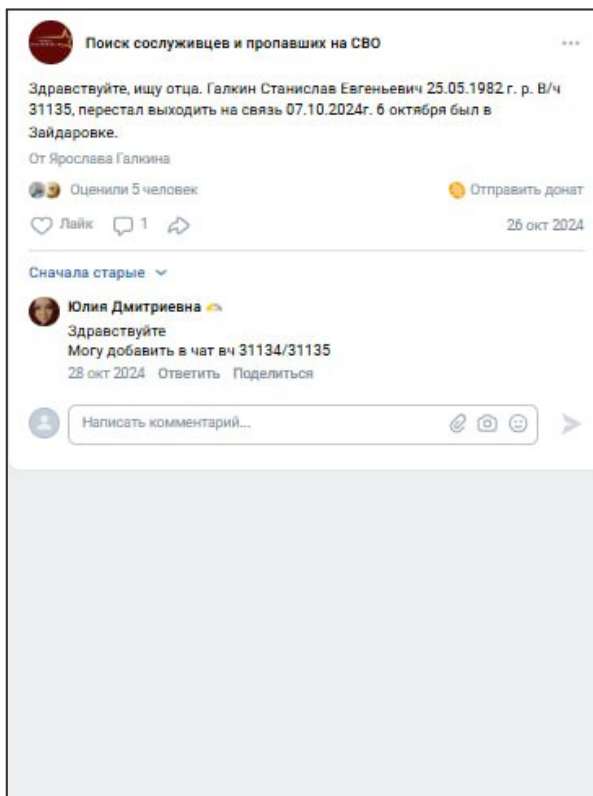 Поиск сослуживцев и пропавших на СВО
Здравствуйте, ищу отца. Галкин Станислав Евгеньевич 25.05.1982 г. р. В/ч
31135, перестал выходить на связь 07.10.2024г. 6 октября был в
Зайдаровке.
От Ярослава Галкина
Оценили 5 человек
Отправить донат
Лайк 1
26 окт 2024
Сначала старые
Юлия Дмитриевна
Здравствуйте
Могу добавить в чат вч 31134/31135
28 окт 2024 Ответить Поделиться
Написать комментарий...